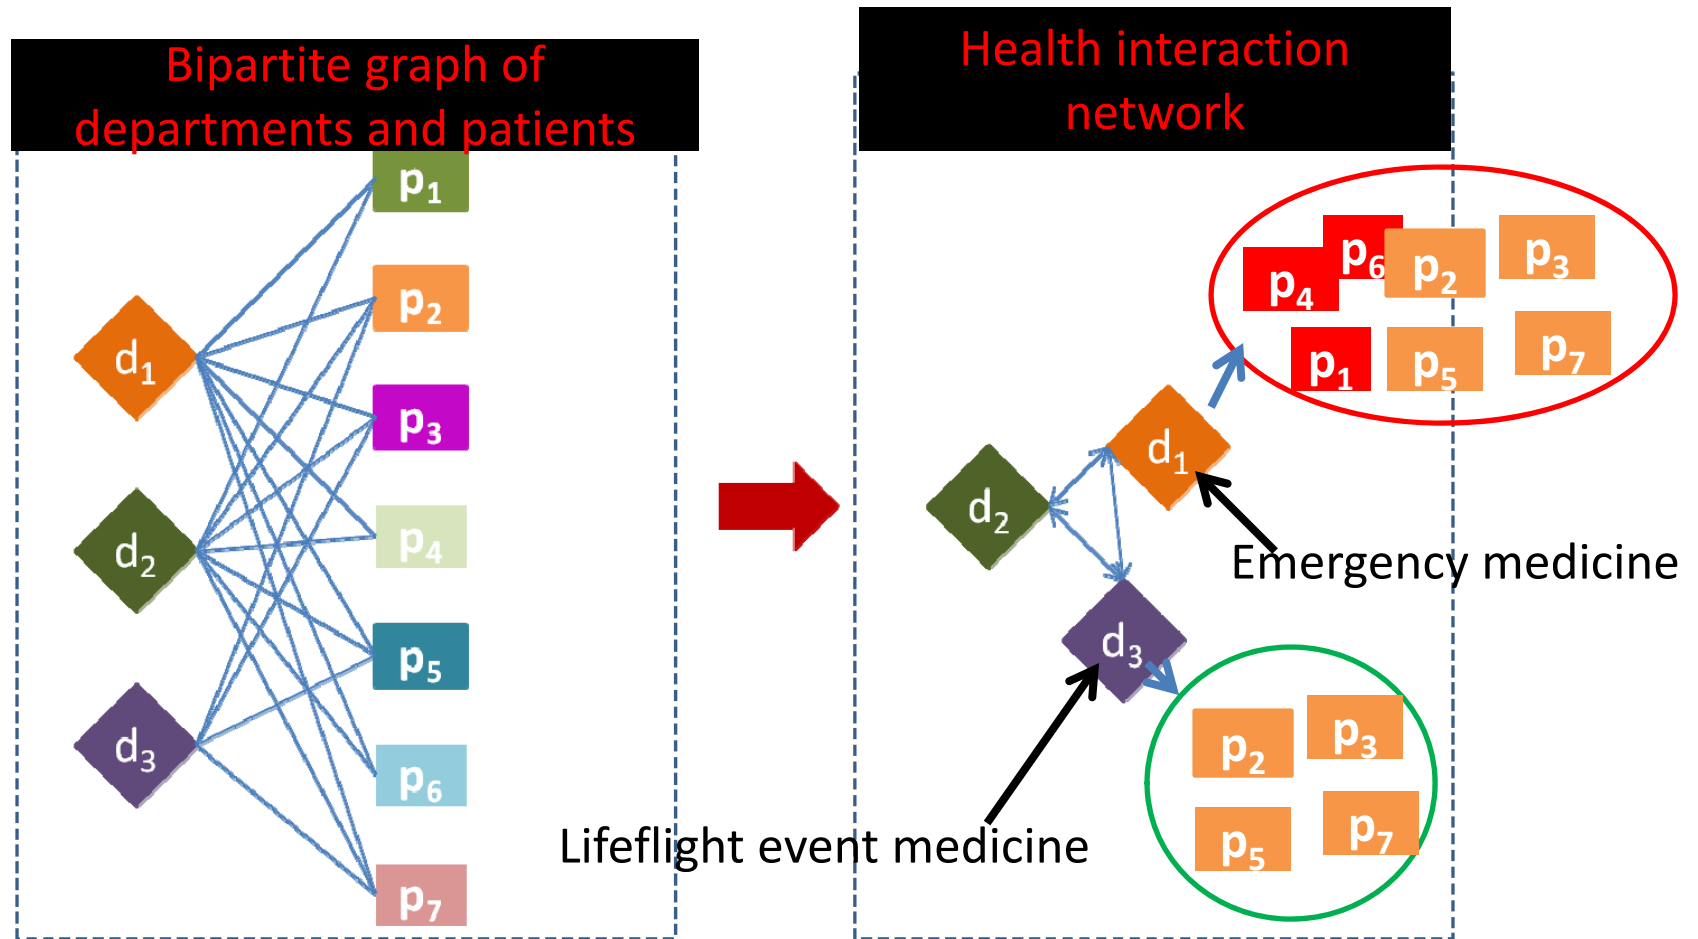 Bipartite graph of
departments and patients
p1
p2
d1
p3
p4
d2
p5
d3
p6
p7
Health interaction
network
p6
p2
p3
p4
p1
p5
p7
d1
d2
Emergency medicine
d3
p2
p3
p5
p7
Lifeflight event medicine